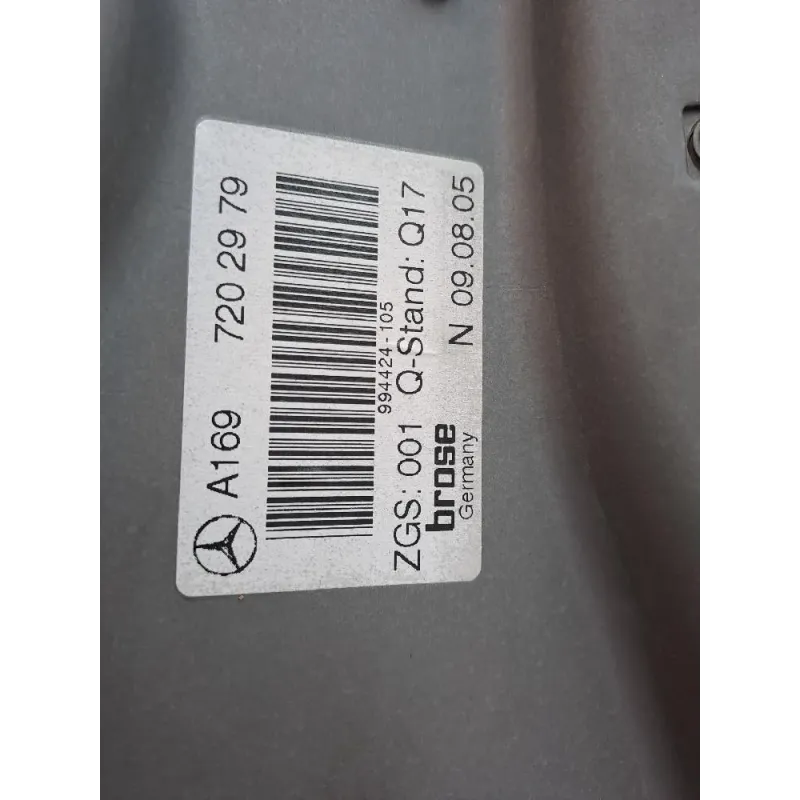 A169 720 29 79
994424-105
ZGS: 001 Q-Stand: Q17
brose N 09.08.05
Germany